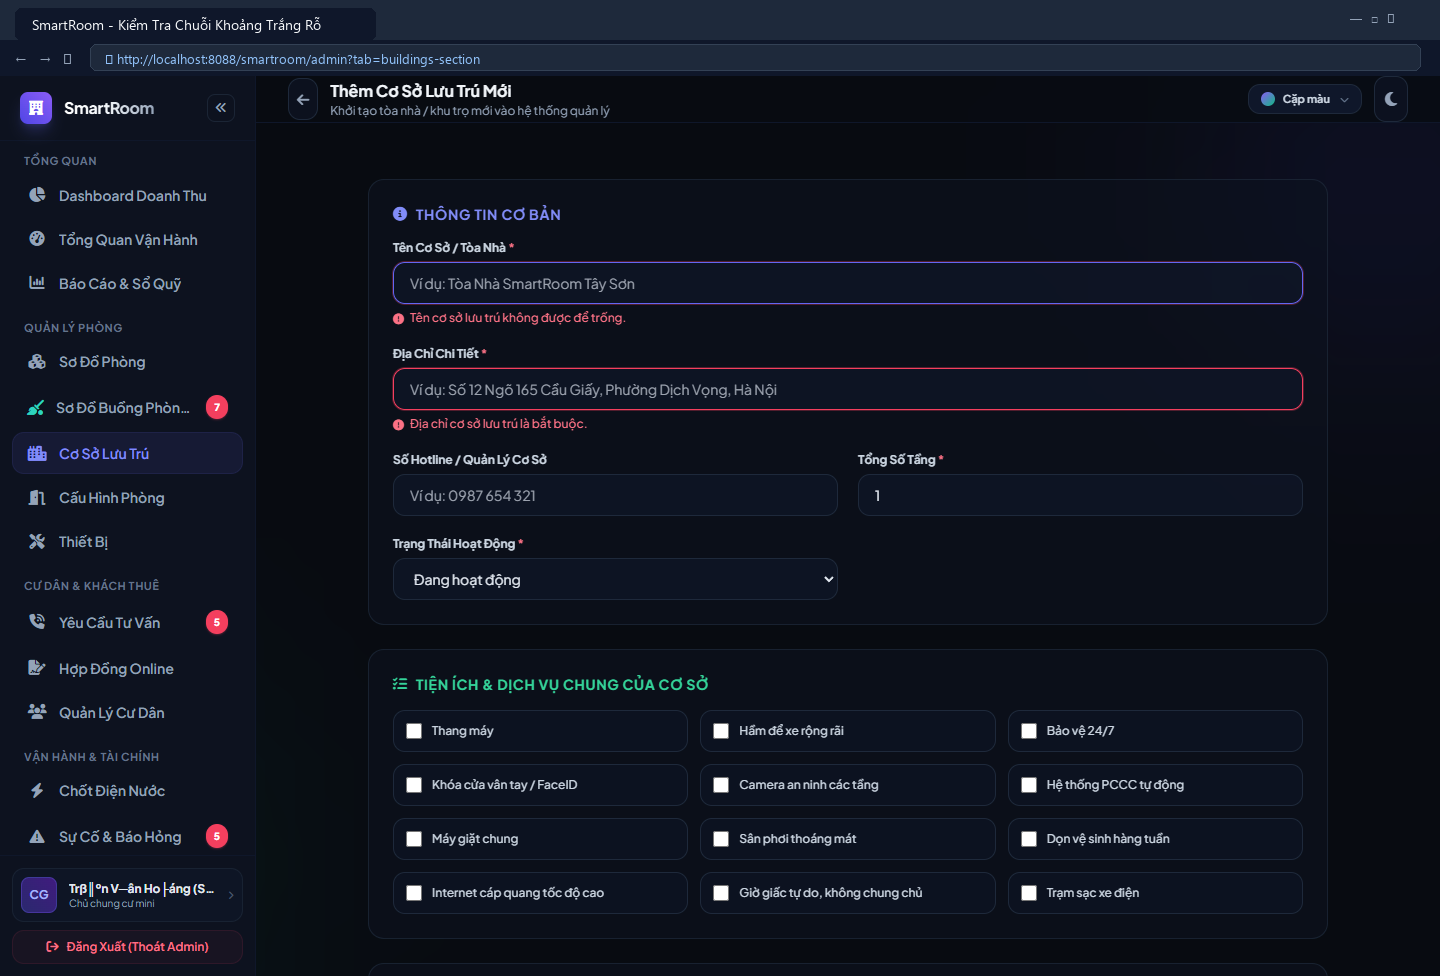 SmartRoom - Kiểm Tra Chuỗi Khoảng Trắng Rỗ
http://localhost:8088/smartroom/admin?tab=buildings-section
SmartRoom
Thêm Cơ Sở Lưu Trú Mới
Khởi tạo tòa nhà / khu trọ mới vào hệ thống quản lý
Cặp màu
TỔNG QUAN
Dashboard Doanh Thu
Tổng Quan Vận Hành
Báo Cáo & Sổ Quỹ
QUẢN LÝ PHÒNG
Sơ Đồ Phòng
Sơ Đồ Buồng Phòn... 7
Cơ Sở Lưu Trú
Cấu Hình Phòng
Thiết Bị
CƯ DÂN & KHÁCH THUÊ
Yêu Cầu Tư Vấn 5
Hợp Đồng Online
Quản Lý Cư Dân
VẬN HÀNH & TÀI CHÍNH
Chốt Điện Nước
Sự Cố & Báo Hỏng 5
CG
Trß║ºn V─ân Ho├áng (S...
Chủ chung cư mini
Đăng Xuất (Thoát Admin)
THÔNG TIN CƠ BẢN
Tên Cơ Sở / Tòa Nhà *
Ví dụ: Tòa Nhà SmartRoom Tây Sơn
Tên cơ sở lưu trú không được để trống.
Địa Chỉ Chi Tiết *
Ví dụ: Số 12 Ngõ 165 Cầu Giấy, Phường Dịch Vọng, Hà Nội
Địa chỉ cơ sở lưu trú là bắt buộc.
Số Hotline / Quản Lý Cơ Sở
Ví dụ: 0987 654 321
Tổng Số Tầng *
1
Trạng Thái Hoạt Động *
Đang hoạt động
TIỆN ÍCH & DỊCH VỤ CHUNG CỦA CƠ SỞ
Thang máy
Hầm để xe rộng rãi
Bảo vệ 24/7
Khóa cửa vân tay / FaceID
Camera an ninh các tầng
Hệ thống PCCC tự động
Máy giặt chung
Sân phơi thoáng mát
Dọn vệ sinh hàng tuần
Internet cáp quang tốc độ cao
Giờ giấc tự do, không chung chủ
Trạm sạc xe điện